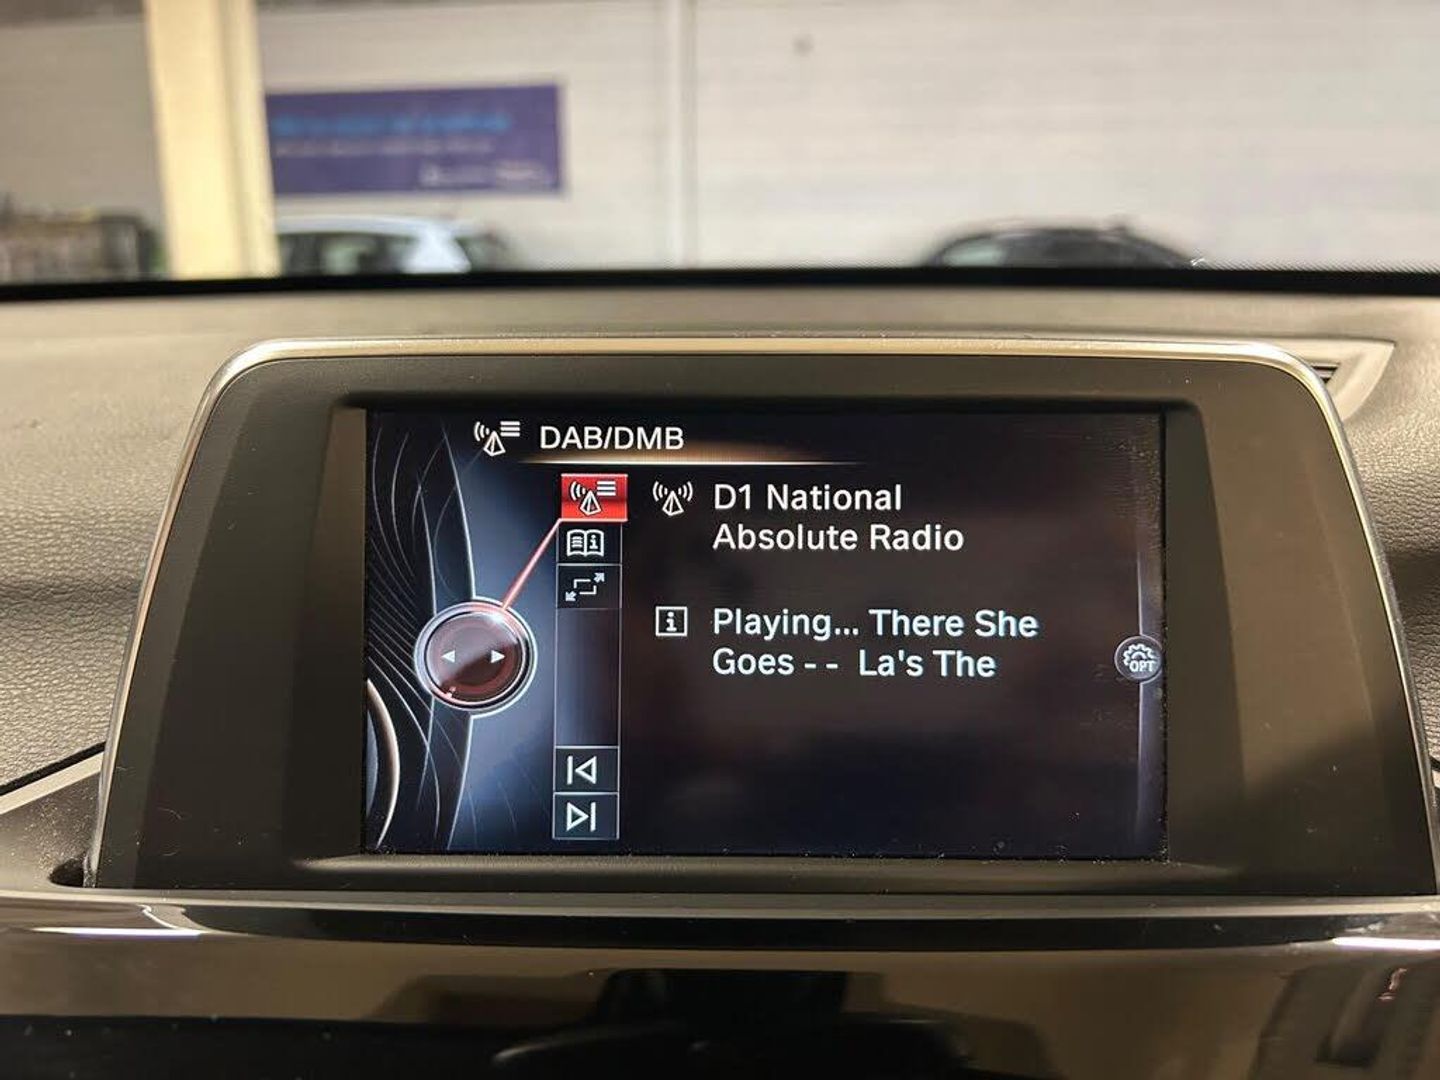 DAB/DMB
D1 National
Absolute Radio
Playing... There She
Goes - -  La's The
OPT